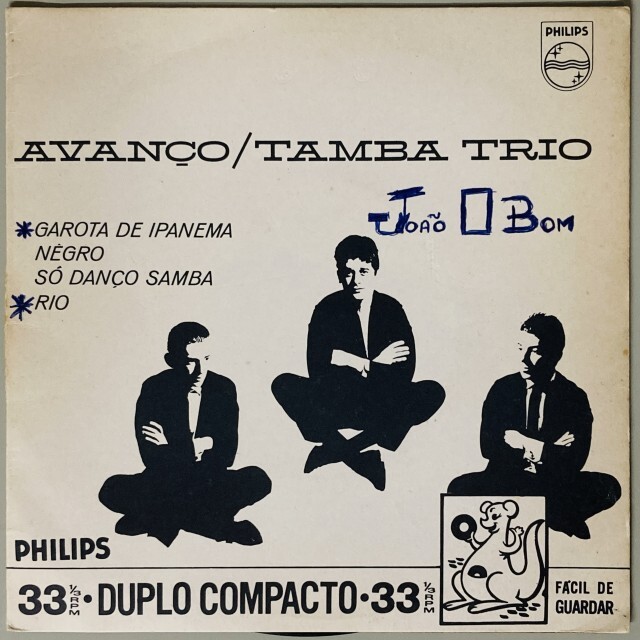 PHILIPS
AVANÇO/TAMBA TRIO
João O Bom
*GAROTA DE IPANEMA
NÊGRO
SÓ DANÇO SAMBA
*RIO
PHILIPS
33 1/3 RPM • DUPLO COMPACTO • 33 1/3 RPM
FÁCIL DE
GUARDAR